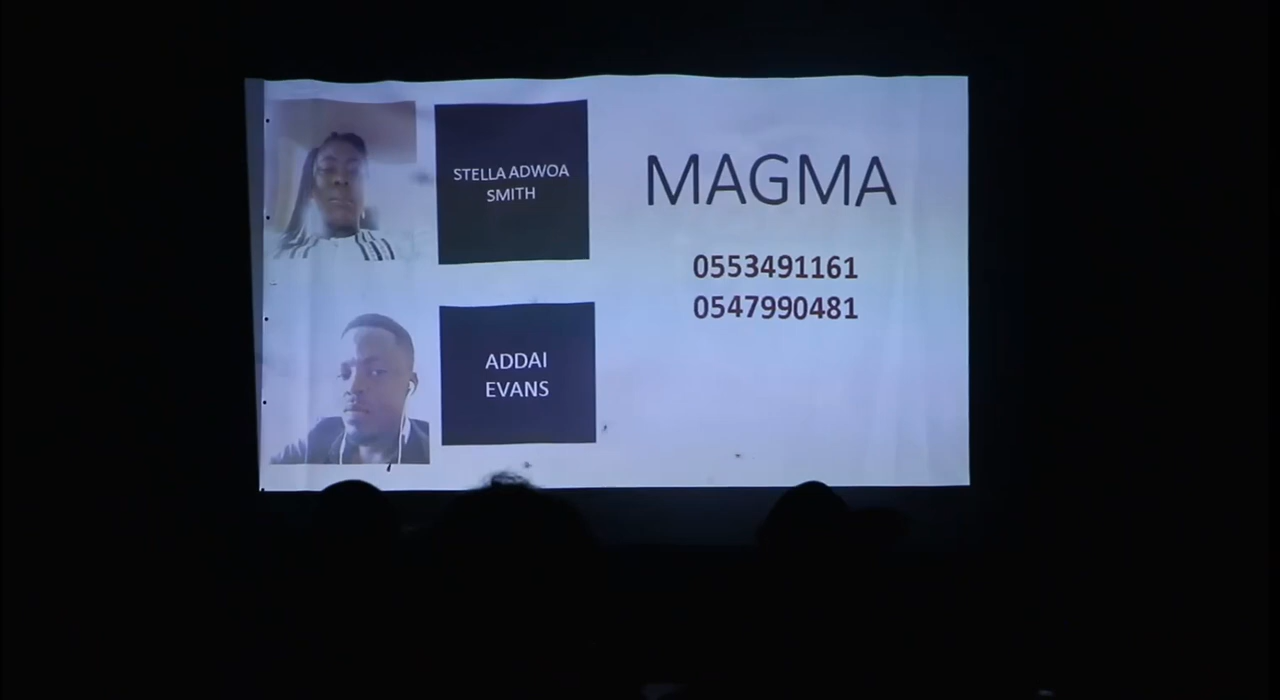 STELLA ADWOA
SMITH
ADDAI
EVANS
MAGMA
0553491161
0547990481